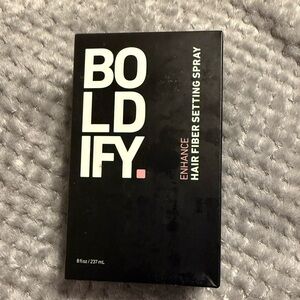 BO
LD
IFY.
ENHANCE
HAIR FIBER SETTING SPRAY
8 fl oz / 237 mL